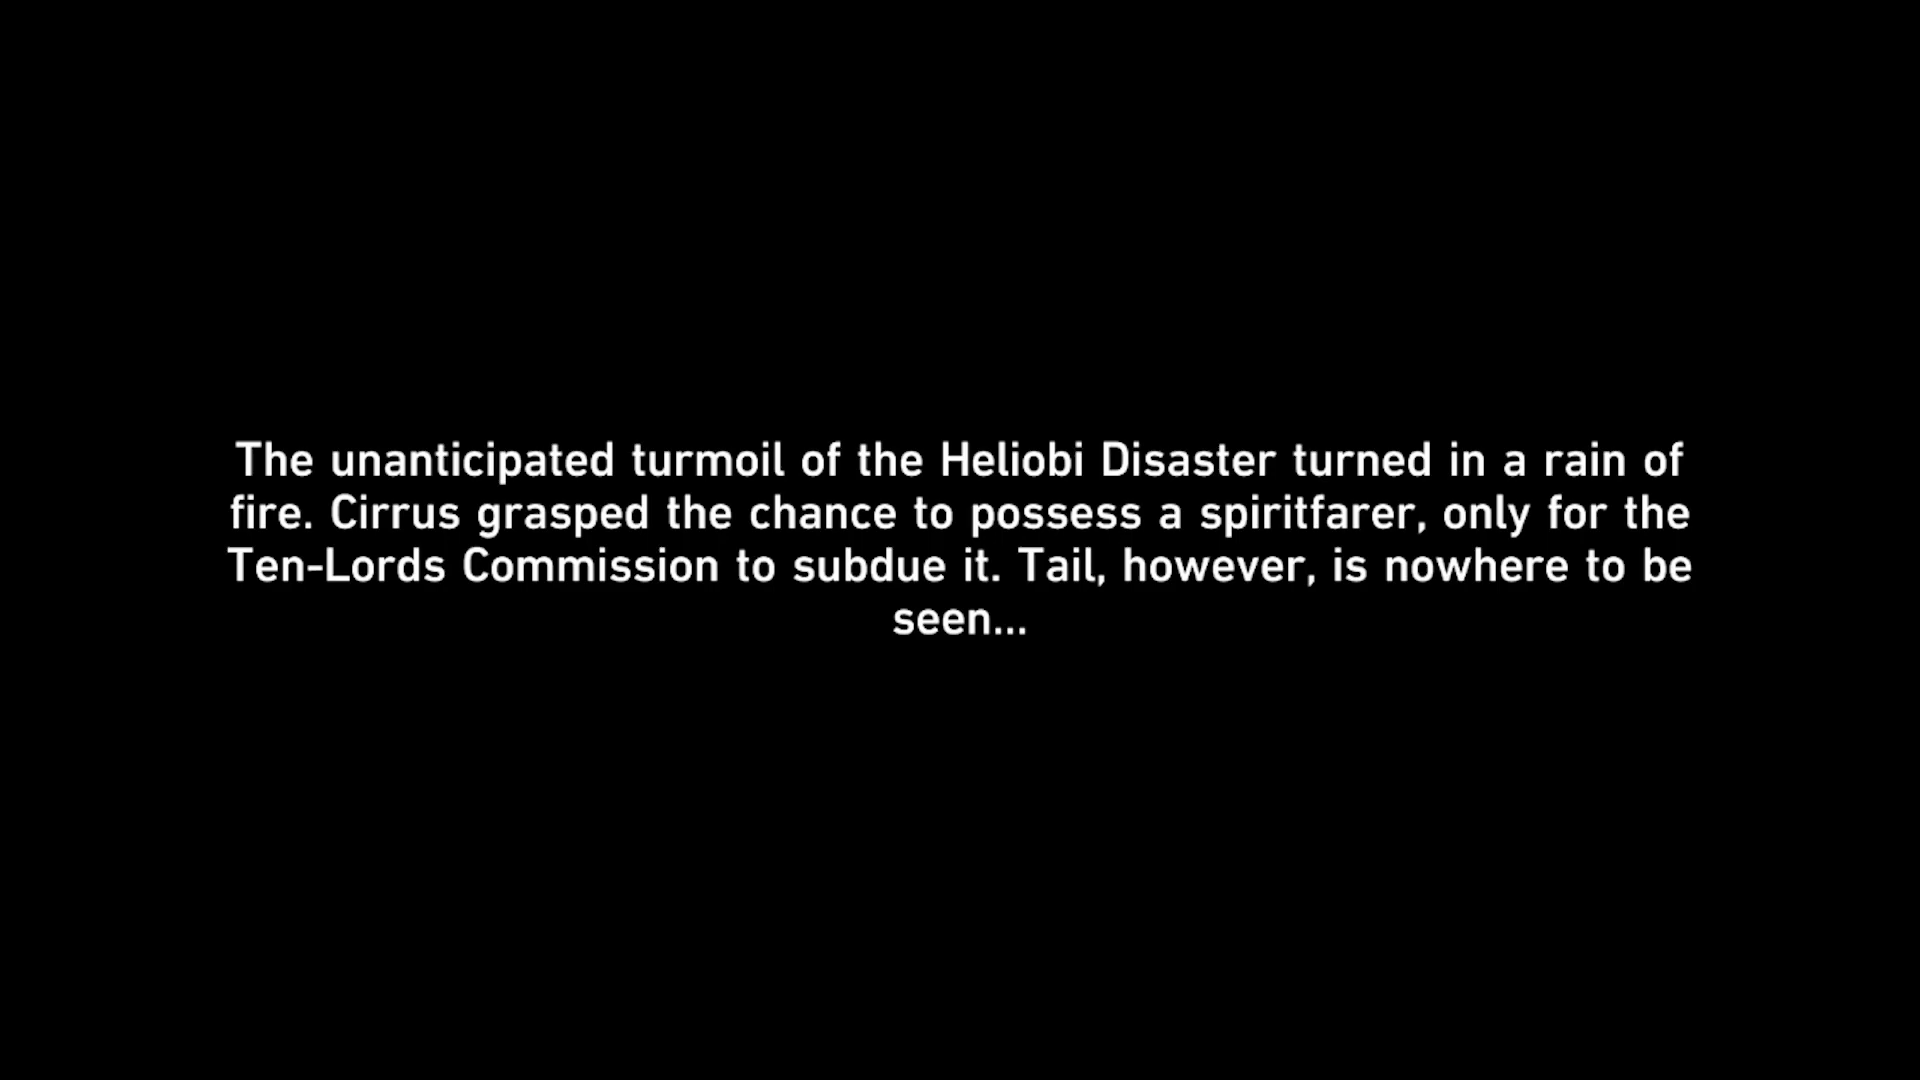 The unanticipated turmoil of the Heliobi Disaster turned in a rain of
fire. Cirrus grasped the chance to possess a spiritfarer, only for the
Ten-Lords Commission to subdue it. Tail, however, is nowhere to be
seen...